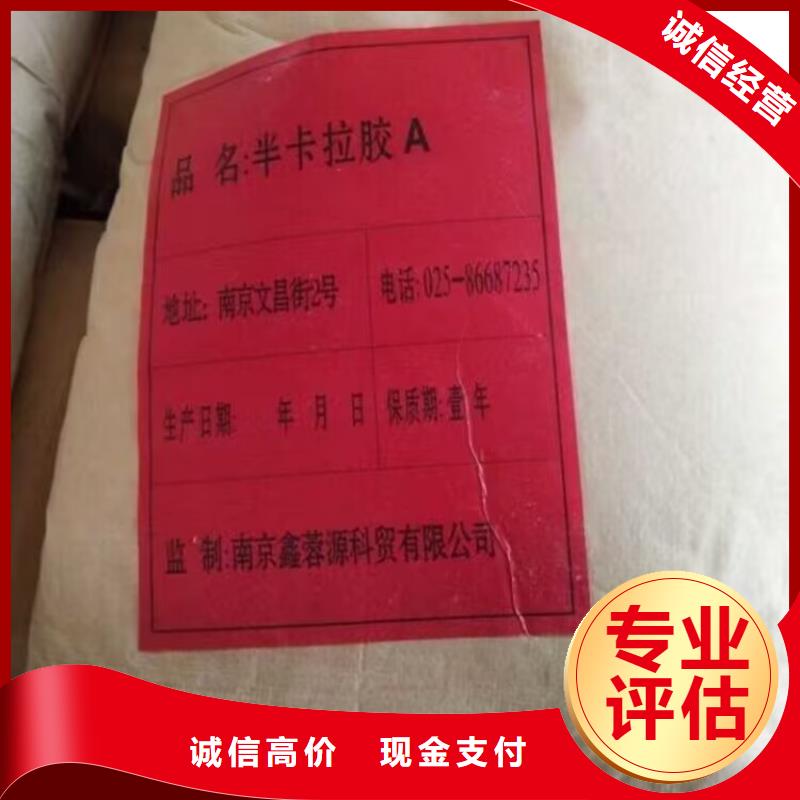 诚信经营
品 名:半卡拉胶A
地址: 南京文昌街2号 电话:025-86687235
生产日期: 年 月 日 保质期:壹年
监 制:南京鑫蓉源科贸有限公司
专业
评估
诚信高价 现金支付